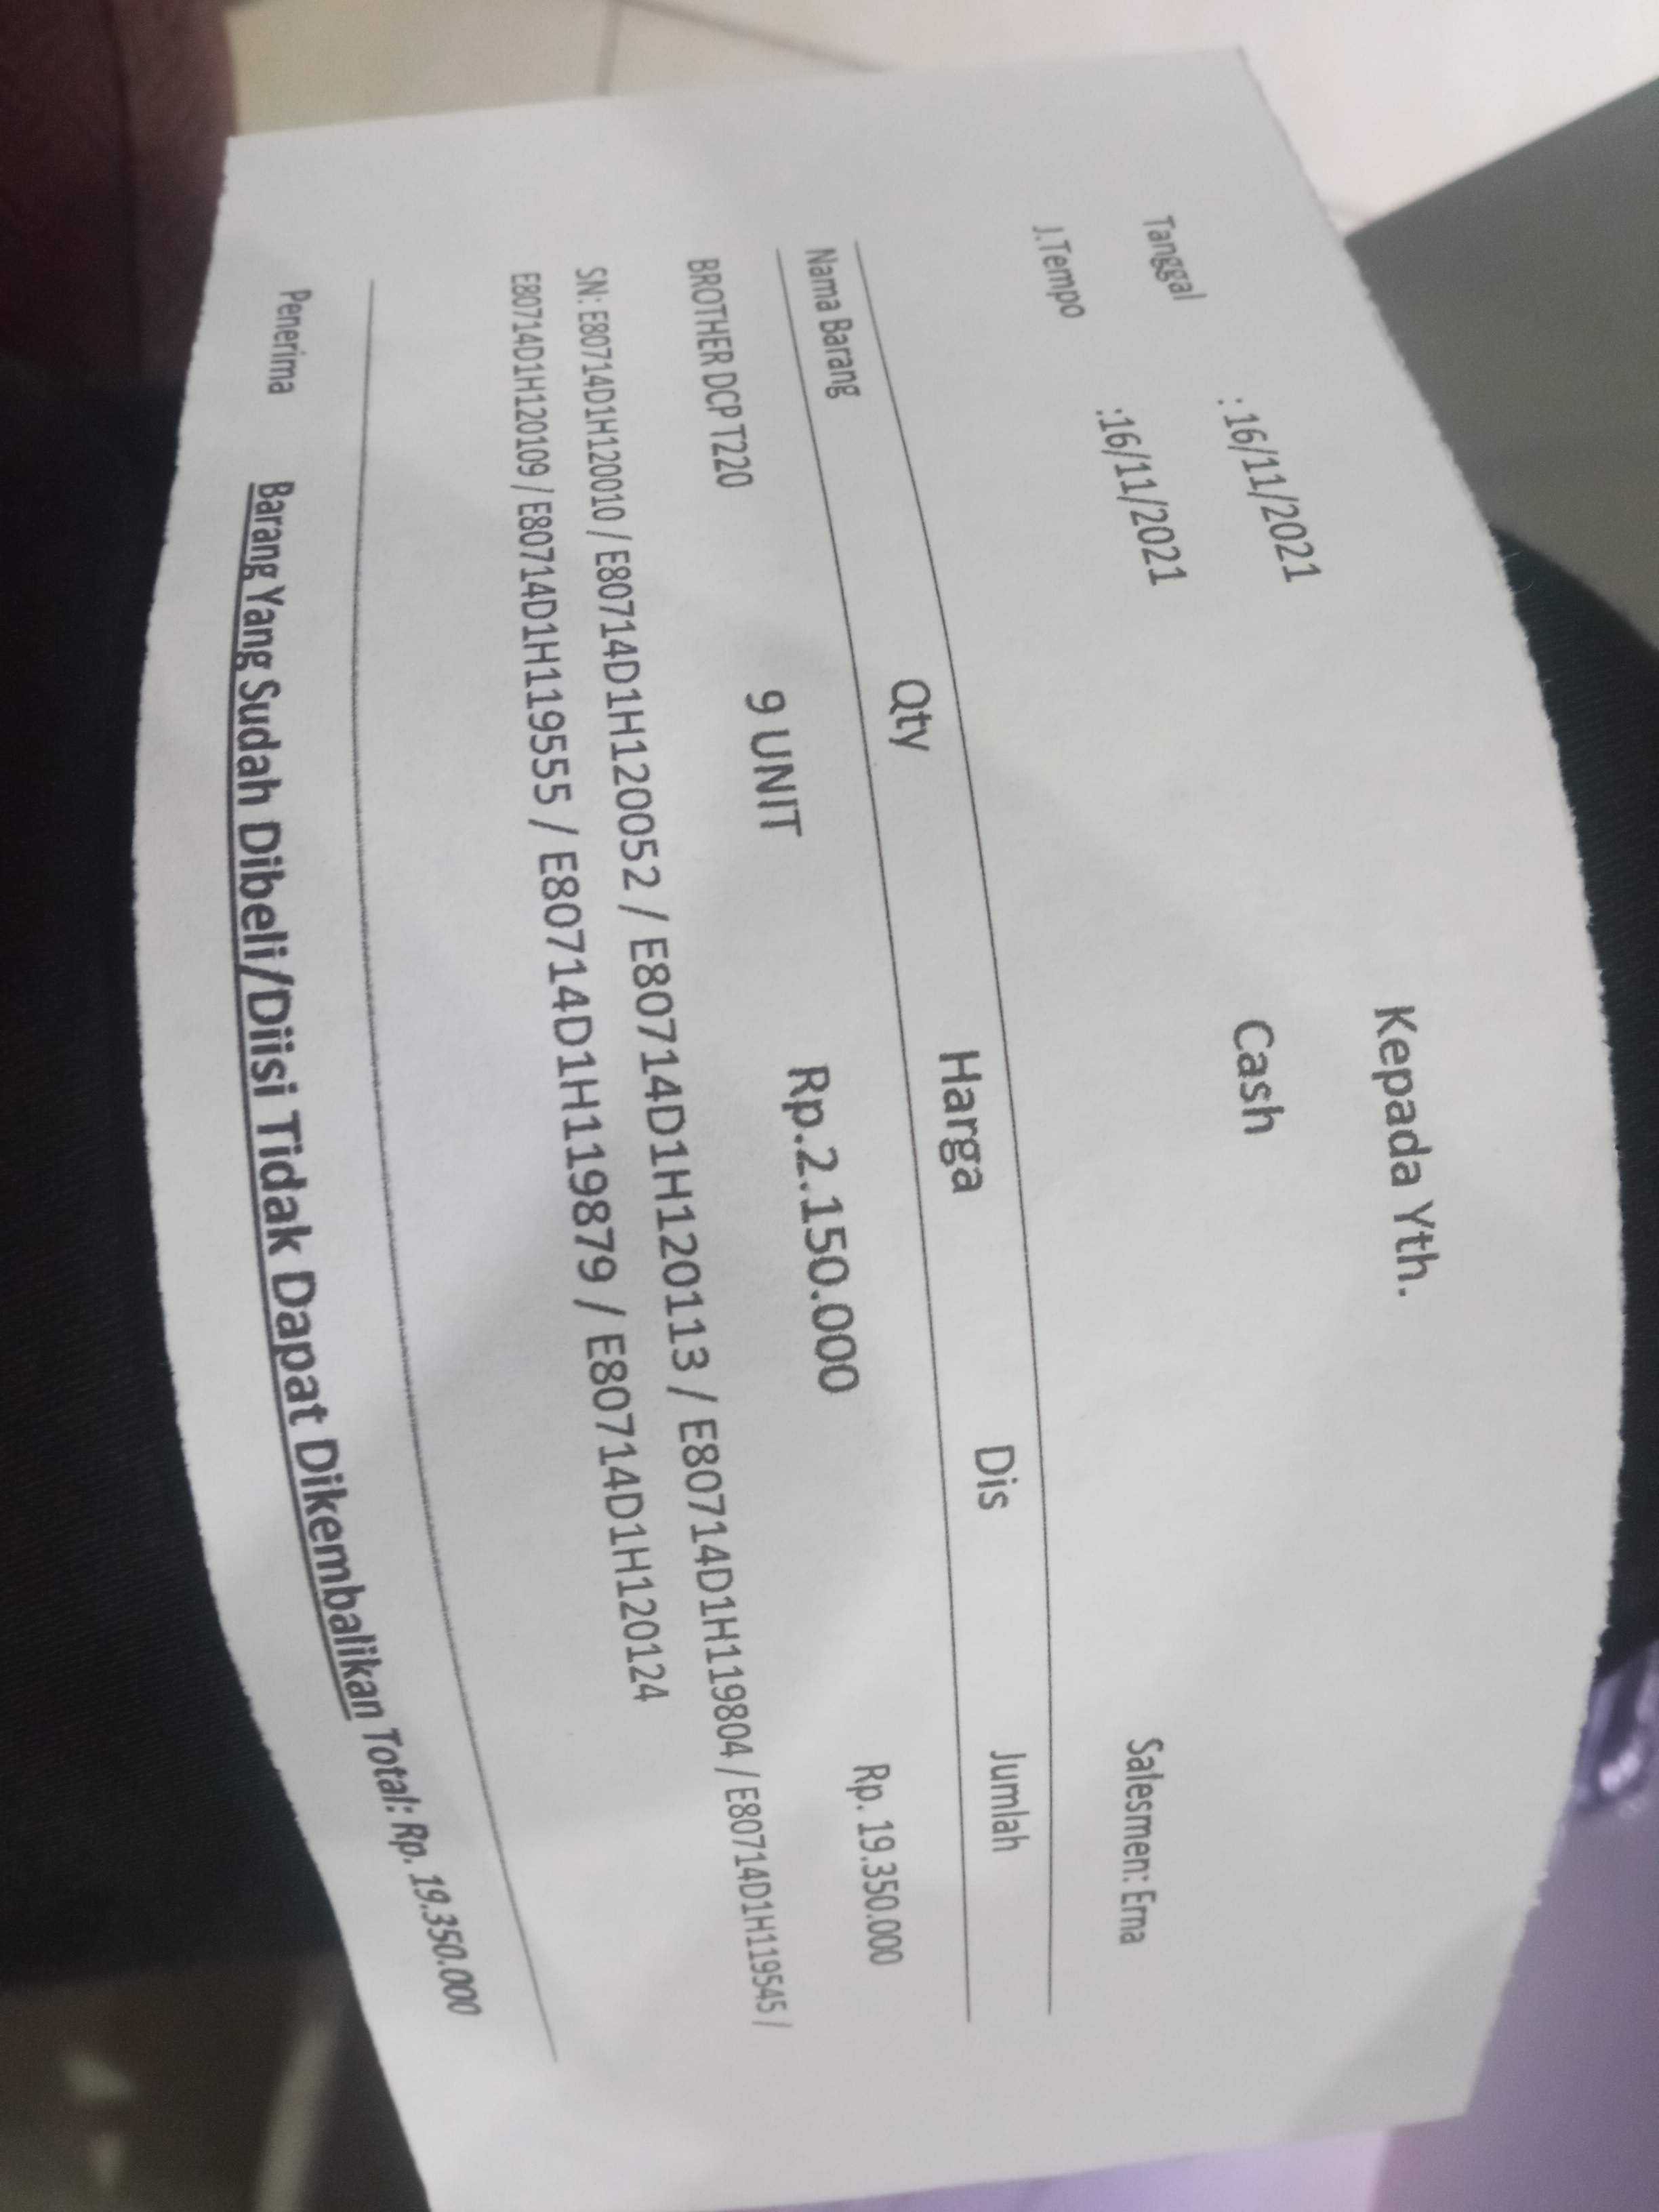 Kepada Yth.
Tanggal : 16/11/2021 Cash
J.Tempo :16/11/2021 Salesmen: Erna
Nama Barang Qty Harga Dis Jumlah
BROTHER DCP T220 9 UNIT Rp.2.150.000 Rp. 19.350.000
SN: E80714D1H120010 / E80714D1H120052 / E80714D1H120113 / E80714D1H119804 / E80714D1H119545 /
E80714D1H120109 / E80714D1H119555 / E80714D1H119879 / E80714D1H120124
Penerima Barang Yang Sudah Dibeli/Diisi Tidak Dapat Dikembalikan Total: Rp. 19.350.000